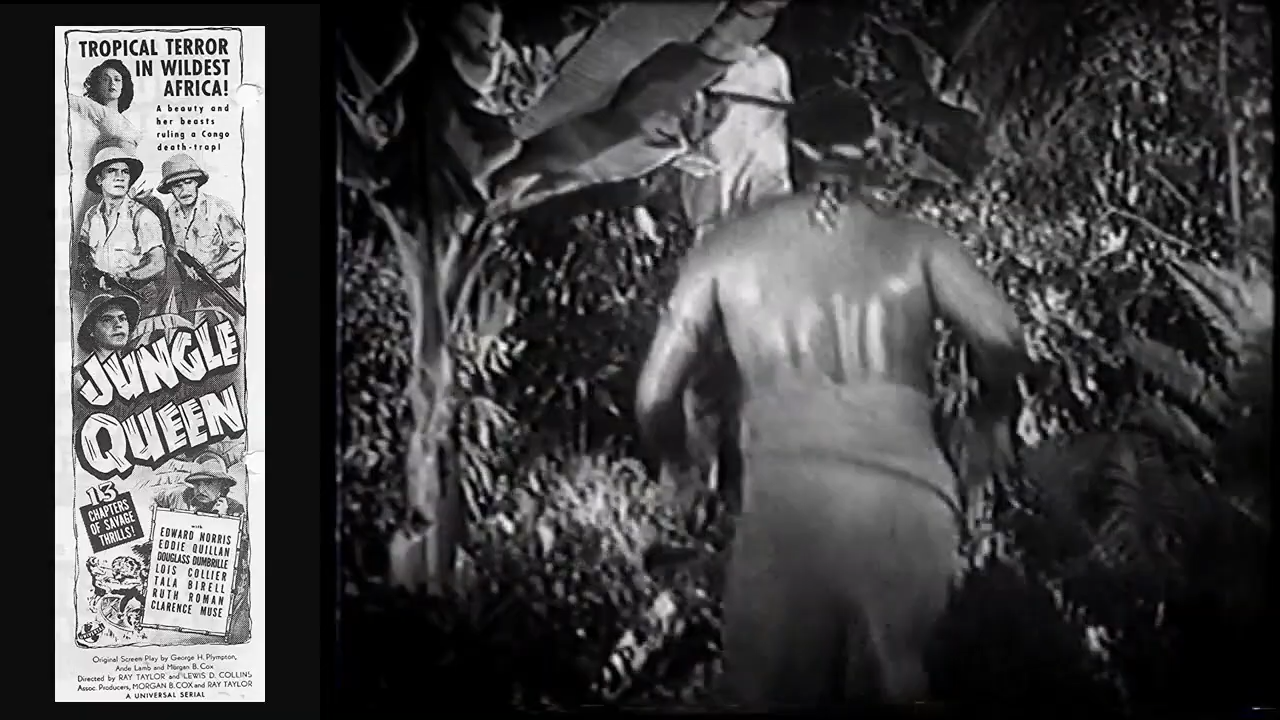 TROPICAL TERROR
IN WILDEST
AFRICA!
A beauty and
her beasts
ruling a Congo
death-trap!
JUNGLE
QUEEN
13
CHAPTERS
OF SAVAGE
THRILLS!
with
EDWARD NORRIS
EDDIE QUILLAN
DOUGLASS DUMBRILLE
LOIS COLLIER
TALA BIRELL
RUTH ROMAN
CLARENCE MUSE
Original Screen Play by George H. Plympton,
Ande Lamb and Morgan B. Cox
Directed by RAY TAYLOR and LEWIS D. COLLINS
Assoc. Producers, MORGAN B. COX and RAY TAYLOR
A UNIVERSAL SERIAL